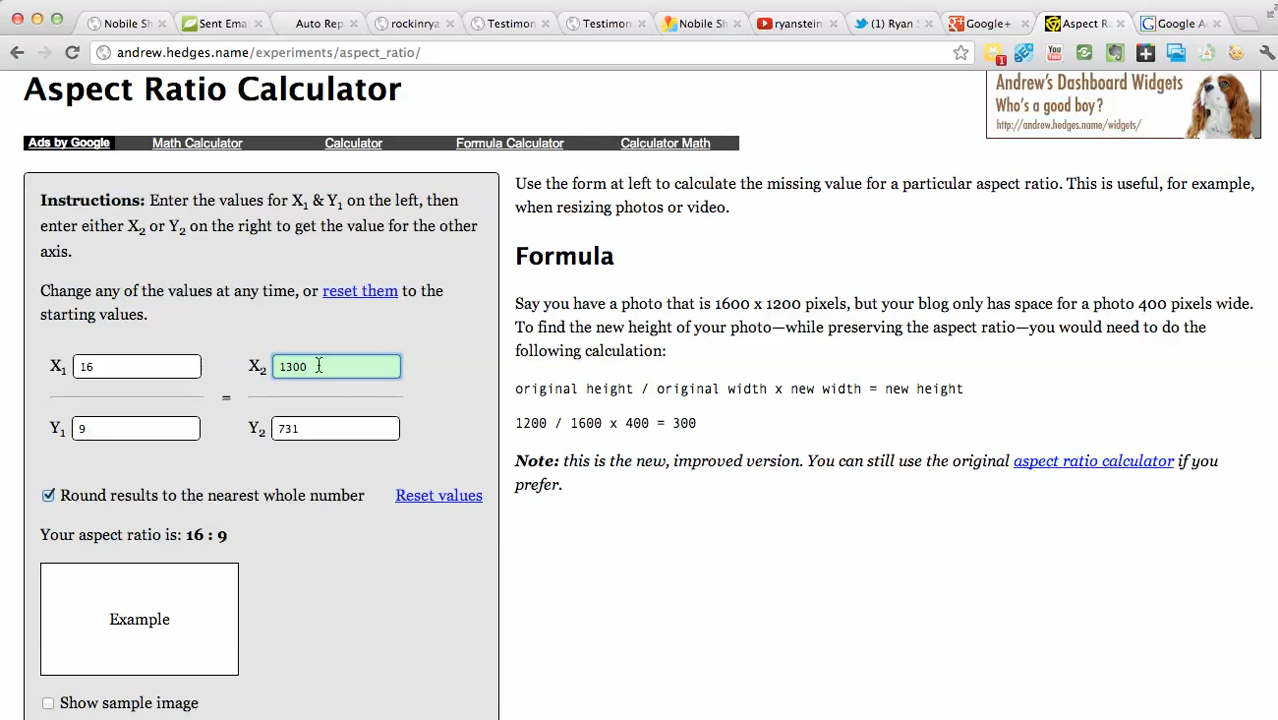 Nobile Sh
Sent Emai
Auto Rep
rockinrya
Testimon
Testimon
Nobile Sh
ryanstein
(1) Ryan S
Google+
Aspect Ra
Google A
andrew.hedges.name/experiments/aspect_ratio/
1
Aspect Ratio Calculator
Andrew's Dashboard Widgets
Who's a good boy?
http://andrew.hedges.name/widgets/
Ads by Google Math Calculator Calculator Formula Calculator Calculator Math
Instructions: Enter the values for X1 & Y1 on the left, then
enter either X2 or Y2 on the right to get the value for the other
axis.
Change any of the values at any time, or reset them to the
starting values.
X1 16 X2 1300
=
Y1 9 Y2 731
Round results to the nearest whole number Reset values
Your aspect ratio is: 16 : 9
Example
Show sample image
Use the form at left to calculate the missing value for a particular aspect ratio. This is useful, for example,
when resizing photos or video.
Formula
Say you have a photo that is 1600 x 1200 pixels, but your blog only has space for a photo 400 pixels wide.
To find the new height of your photo—while preserving the aspect ratio—you would need to do the
following calculation:
original height / original width x new width = new height
1200 / 1600 x 400 = 300
Note: this is the new, improved version. You can still use the original aspect ratio calculator if you
prefer.